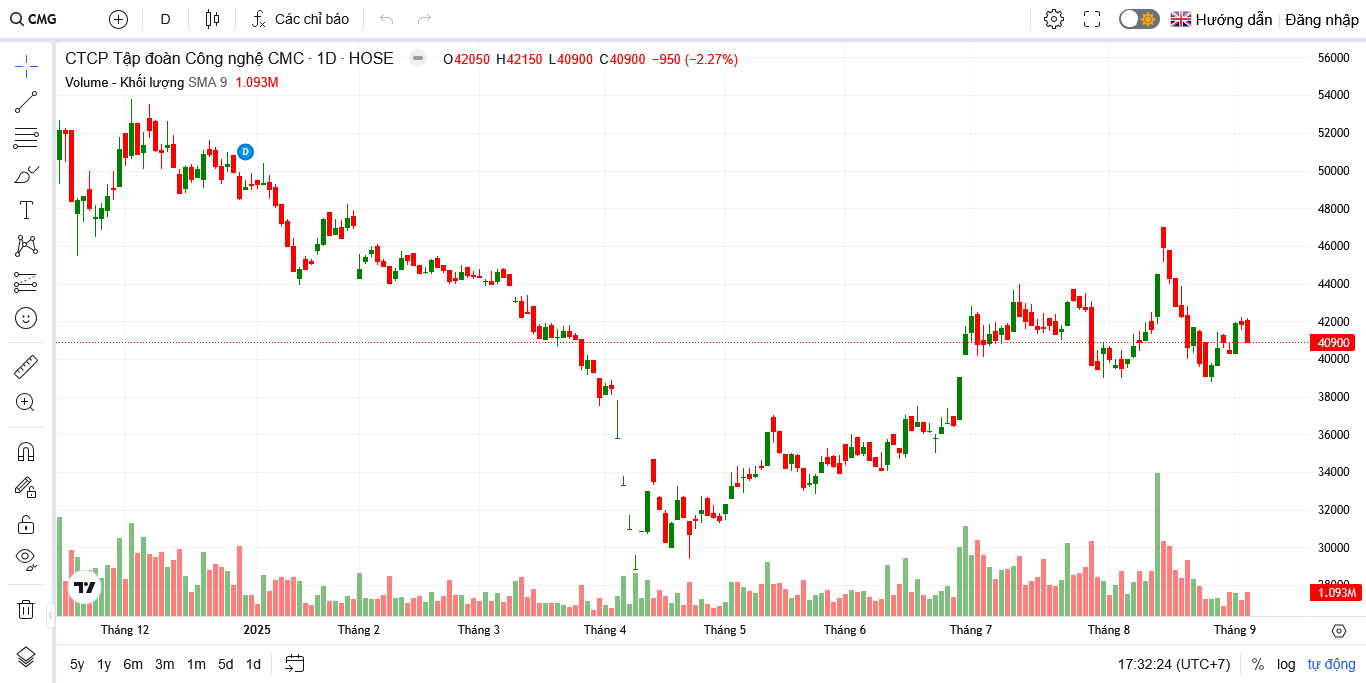 CMG D Các chỉ báo Hướng dẫn Đăng nhập
CTCP Tập đoàn Công nghệ CMC · 1D · HOSE O42050 H42150 L40900 C40900 −950 (−2.27%)
Volume - Khối lượng SMA 9 1.093M
D
56000
54000
52000
50000
48000
46000
44000
42000
40900
40000
38000
36000
34000
32000
30000
28000
1.093M
Tháng 12 2025 Tháng 2 Tháng 3 Tháng 4 Tháng 5 Tháng 6 Tháng 7 Tháng 8 Tháng 9
5y 1y 6m 3m 1m 5d 1d 17:32:24 (UTC+7) % log tự động